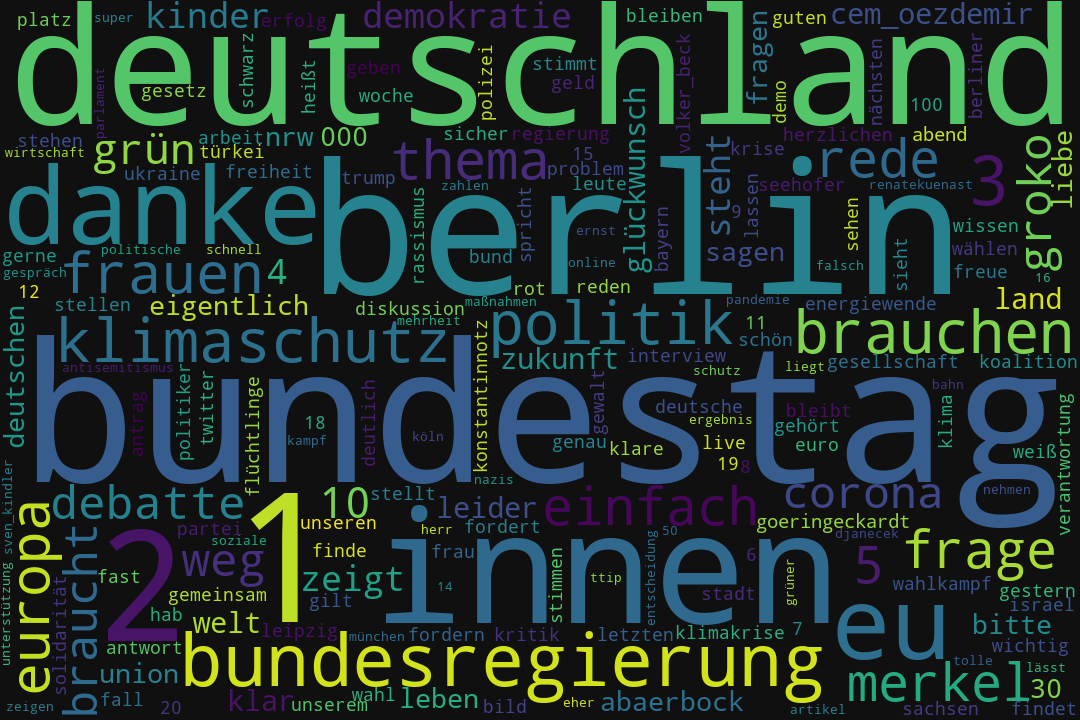 platz super kinder erfolg demokratie bleiben fragen guten cem_oezdemir
deutschland
parlament gesetz schwarz heißt geben woche polizei stimmt geld volker_beck demo nächsten 100 berliner
stehen wirtschaft grün türkei arbeit nrw 000 sicher regierung herzlichen abend
ukraine freiheit trump thema 15 problem leute glückwunsch steht krise rede 3 groko liebe
danke berlin
rassismus zahlen spricht ernst bayern 9 lassen seehofer renatekuenast sehen sieht wissen wählen
gerne politische schnell bund online sagen falsch freue
gespräch frauen 4 16
12 stellen eigentlich diskussion rot reden maßnahmen pandemie energiewende land
deutschen klimaschutz mehrheit politik 11 schön brauchen
konstantinnotz zukunft interview schutz liegt gesellschaft koalition
antisemitismus bundestag bahn
antrag politiker twitter flüchtlinge 18 kampf deutlich köln gewalt deutsche ergebnis bleibt gehört klima verantwortung
genau klare live euro weiß
nazis 19 8
sven_kindler debatte 10 stellt leider einfach corona nehmen
europa braucht 2 partei soziale 1 unseren herr fordert goeringeckardt djanecek
weg finde innen frau entscheidung 50 6 5 frage
unterstützung solidarität fast gemeinsam zeigt 14 stimmen ttip stadt grüner wahlkampf gestern
hab gilt eu israel
welt leipzig münchen fordern kritik letzten klimakrise 7 bitte wichtig
antwort bundesregierung tolle lässt
union merkel 30
zeigen fall 20 klar unserem wahl leben bild eher abaerbock artikel sachsen findet